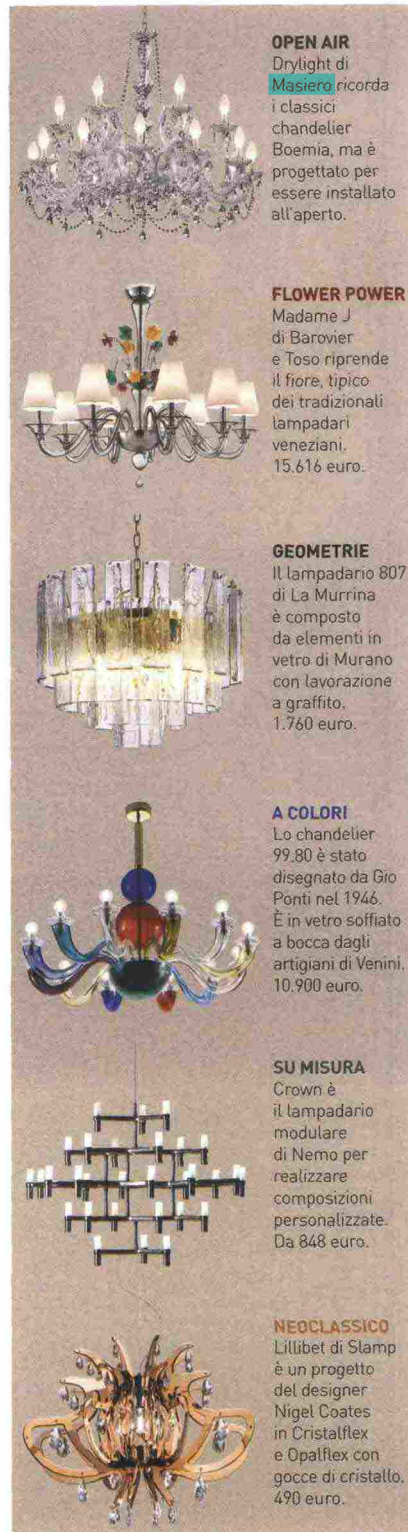 OPEN AIR
Drylight di
Masiero ricorda
i classici
chandelier
Boemia, ma è
progettato per
essere installato
all'aperto.
FLOWER POWER
Madame J
di Barovier
e Toso riprende
il fiore, tipico
dei tradizionali
lampadari
veneziani.
15.616 euro.
GEOMETRIE
Il lampadario 807
di La Murrina
è composto
da elementi in
vetro di Murano
con lavorazione
a graffito.
1.760 euro.
A COLORI
Lo chandelier
99.80 è stato
disegnato da Gio
Ponti nel 1946.
È in vetro soffiato
a bocca dagli
artigiani di Venini.
10.900 euro.
SU MISURA
Crown è
il lampadario
modulare
di Nemo per
realizzare
composizioni
personalizzate.
Da 848 euro.
NEOCLASSICO
Lillibet di Slamp
è un progetto
del designer
Nigel Coates
in Cristalflex
e Opalflex con
gocce di cristallo.
490 euro.